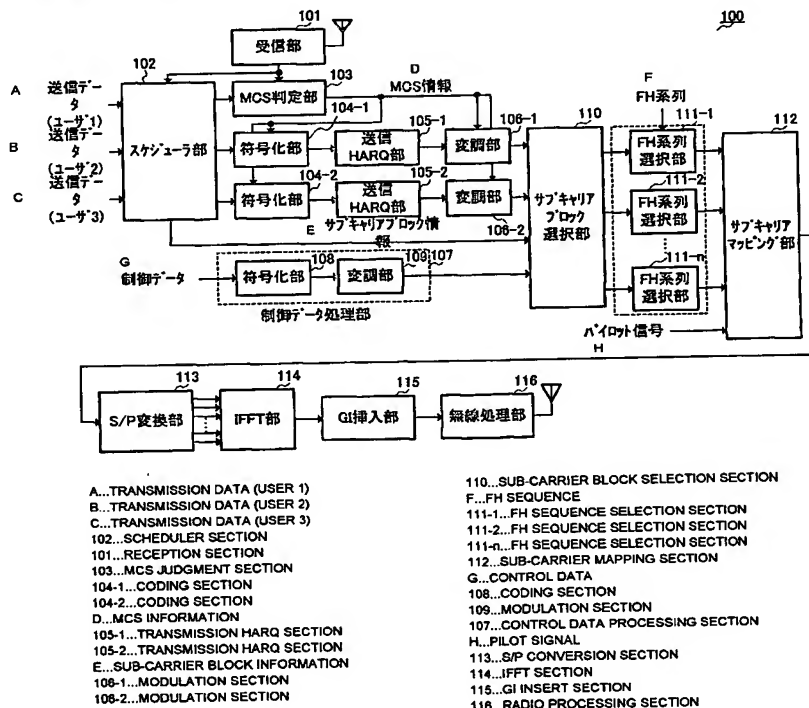 101
100
受信部
102
D
103
A
送信デー
タ
(ユーザ1)
MCS判定部
MCS情報
F
FH系列
104-1
105-1
106-1
110
111-1
112
B
送信デー
タ
(ユーザ2)
スケジューラ部
符号化部
送信
HARQ部
変調部
FH系列
選択部
104-2
105-2
111-2
C
送信デー
タ
(ユーザ3)
符号化部
送信
HARQ部
変調部
サブキャリア
ブロック
選択部
FH系列
選択部
サブキャリア
マッピング部
E
サブキャリアブロック情
報
106-2
G
制御データ
108
109
107
111-n
符号化部
変調部
FH系列
選択部
制御データ処理部
パイロット信号
H
113
114
115
116
S/P変換部
IFFT部
GI挿入部
無線処理部
A...TRANSMISSION DATA (USER 1)
B...TRANSMISSION DATA (USER 2)
C...TRANSMISSION DATA (USER 3)
102...SCHEDULER SECTION
101...RECEPTION SECTION
103...MCS JUDGMENT SECTION
104-1...CODING SECTION
104-2...CODING SECTION
D...MCS INFORMATION
105-1...TRANSMISSION HARQ SECTION
105-2...TRANSMISSION HARQ SECTION
E...SUB-CARRIER BLOCK INFORMATION
106-1...MODULATION SECTION
106-2...MODULATION SECTION
110...SUB-CARRIER BLOCK SELECTION SECTION
F...FH SEQUENCE
111-1...FH SEQUENCE SELECTION SECTION
111-2...FH SEQUENCE SELECTION SECTION
111-n...FH SEQUENCE SELECTION SECTION
112...SUB-CARRIER MAPPING SECTION
G...CONTROL DATA
108...CODING SECTION
109...MODULATION SECTION
107...CONTROL DATA PROCESSING SECTION
H...PILOT SIGNAL
113...S/P CONVERSION SECTION
114...IFFT SECTION
115...GI INSERT SECTION
116...RADIO PROCESSING SECTION